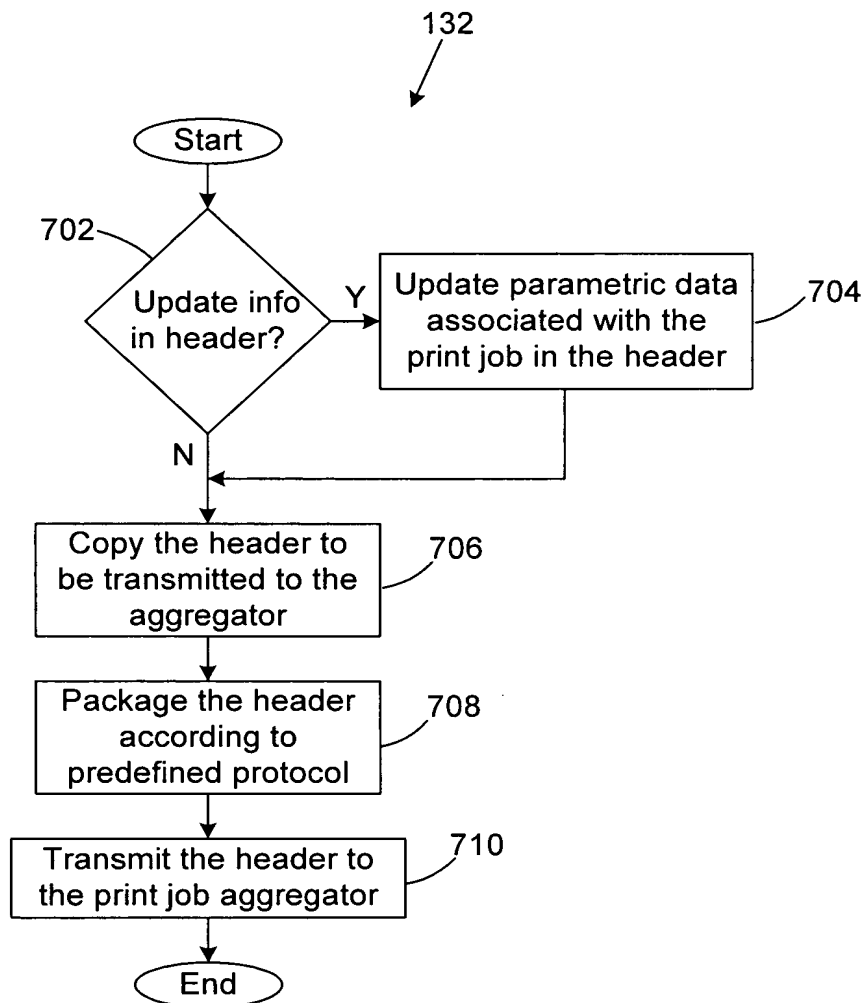 132
Start
702
Update info
in header?
Y
Update parametric data
associated with the
print job in the header
704
N
Copy the header to
be transmitted to the
aggregator
706
Package the header
according to
predefined protocol
708
Transmit the header to
the print job aggregator
710
End